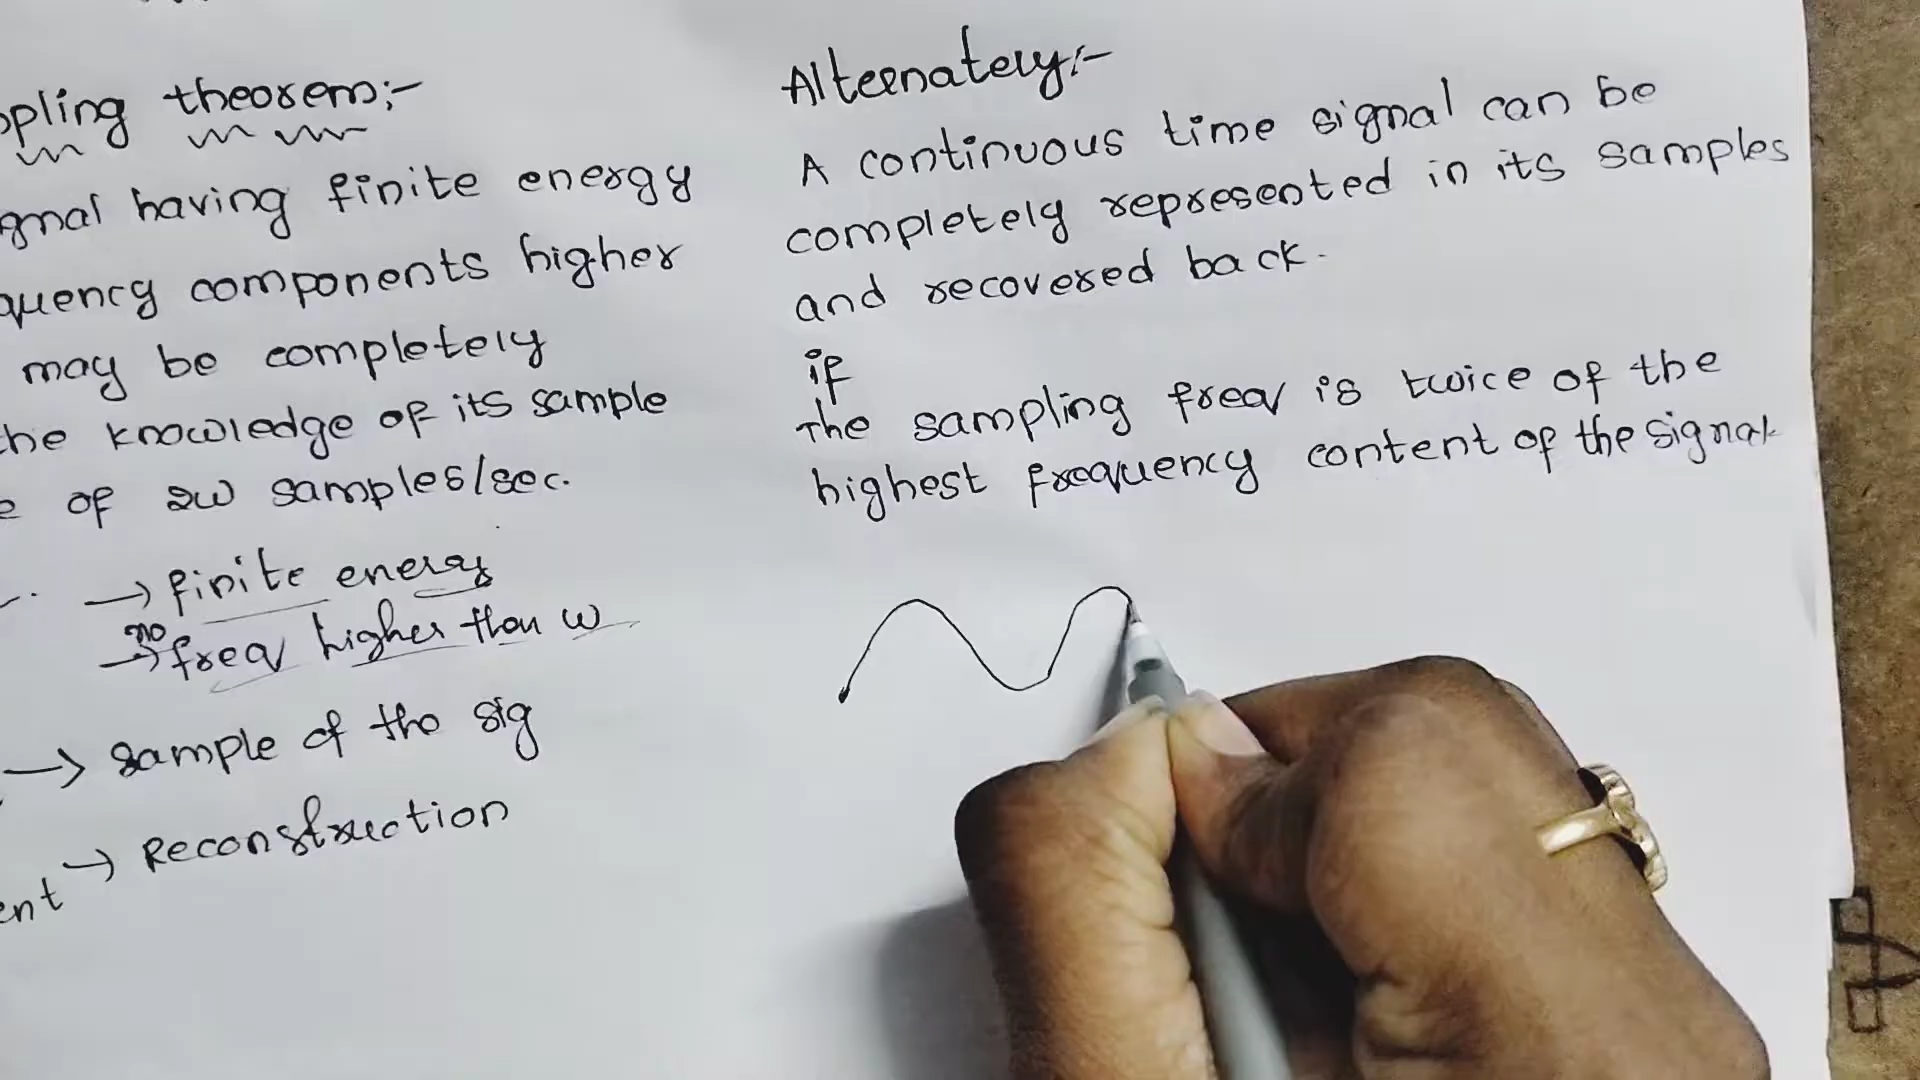 pling theorem:-
gnal having finite energy
quency components higher
may be completely
he knowledge of its sample
e of 2w samples/sec.
→ finite energy
no
→ freq higher than w
→ sample of the sig
→ Reconstruction
ent
Alternately:-
A continuous time signal can be
completely represented in its samples
and recovered back.
if
The sampling freq is twice of the
highest frequency content of the signal